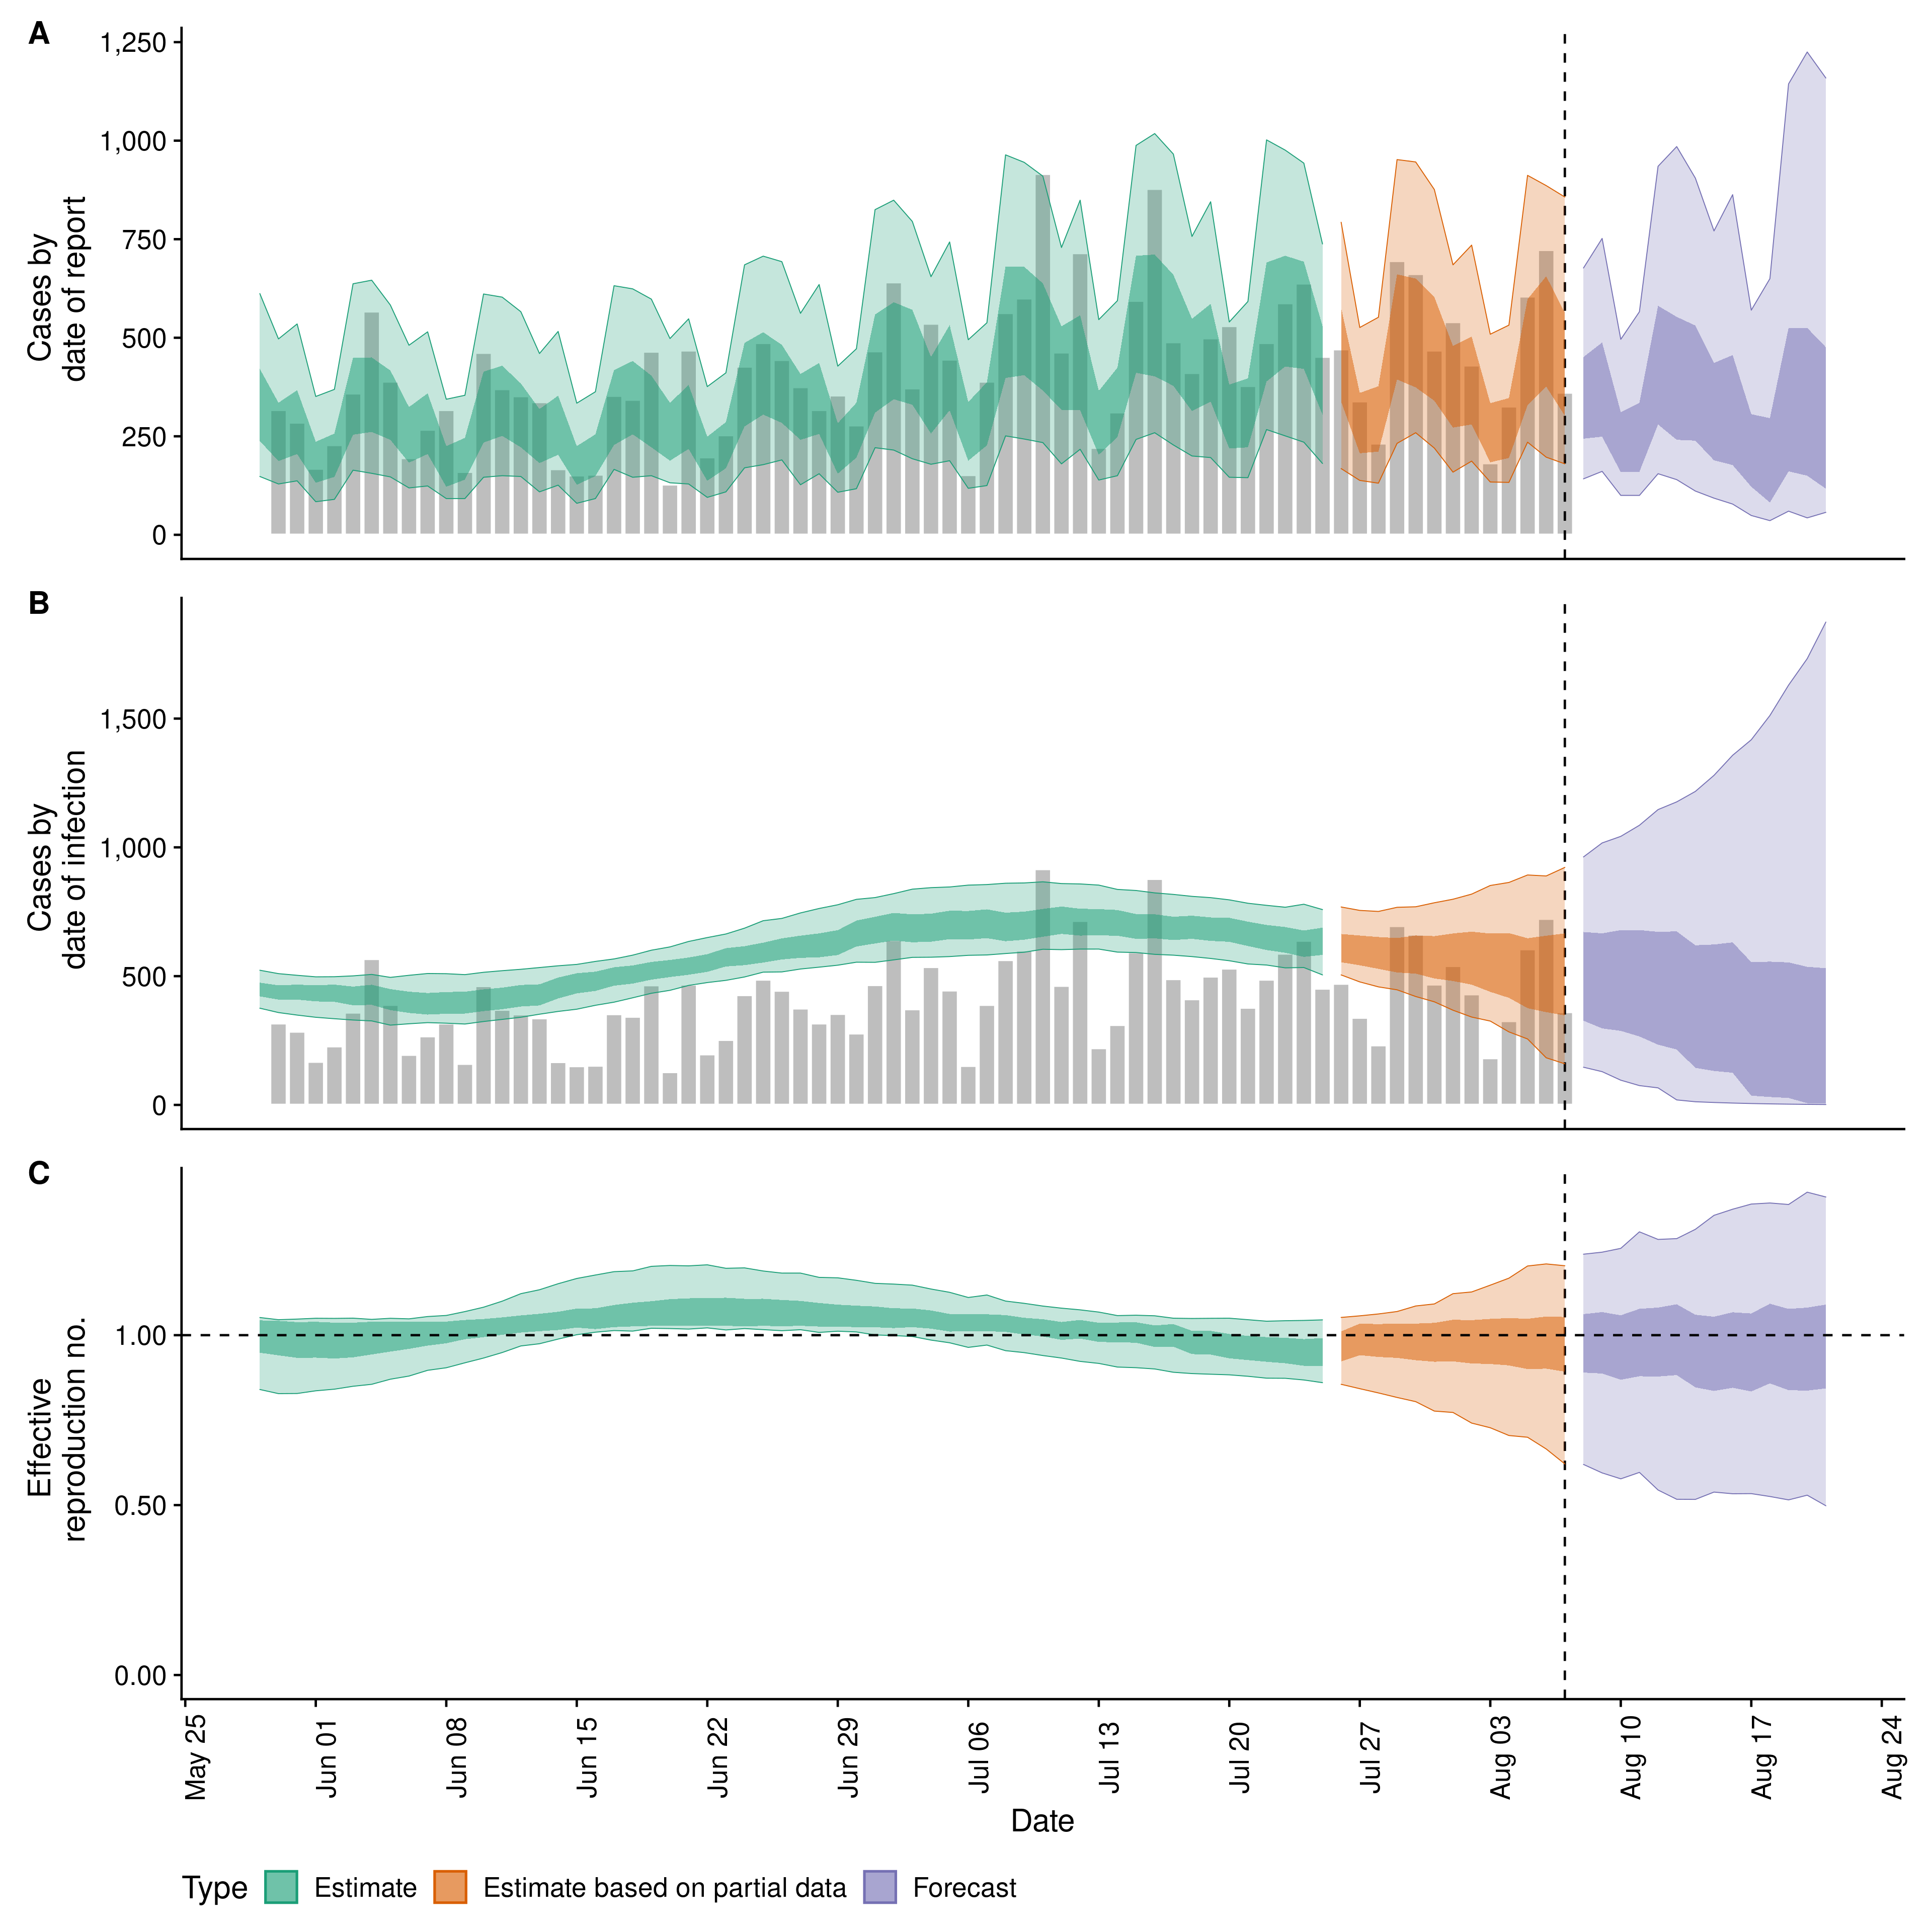 A
Cases by
date of report
1,250
1,000
750
500
250
0
B
Cases by
date of infection
1,500
1,000
500
0
C
Effective
reproduction no.
1.00
0.50
0.00
May 25
Jun 01
Jun 08
Jun 15
Jun 22
Jun 29
Jul 06
Jul 13
Jul 20
Jul 27
Aug 03
Aug 10
Aug 17
Aug 24
Date
Type Estimate Estimate based on partial data Forecast